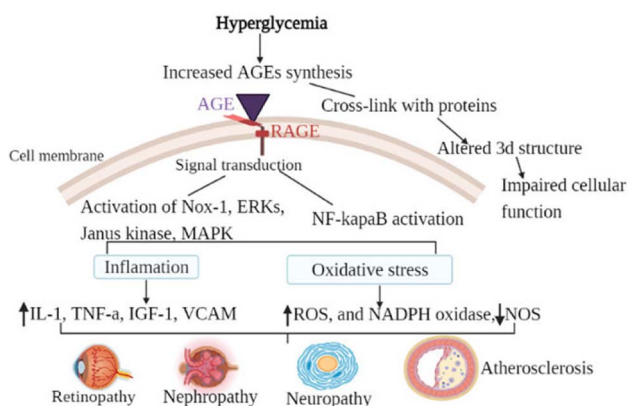 Hyperglycemia
Increased AGEs synthesis
AGE
Cross-link with proteins
RAGE
Cell membrane
Altered 3d structure
Signal transduction
Impaired cellular
function
Activation of Nox-1, ERKs,
Janus kinase, MAPK
NF-kapaB activation
Inflamation
Oxidative stress
IL-1, TNF-a, IGF-1, VCAM
ROS, and NADPH oxidase, NOS
Retinopathy
Nephropathy
Neuropathy
Atherosclerosis